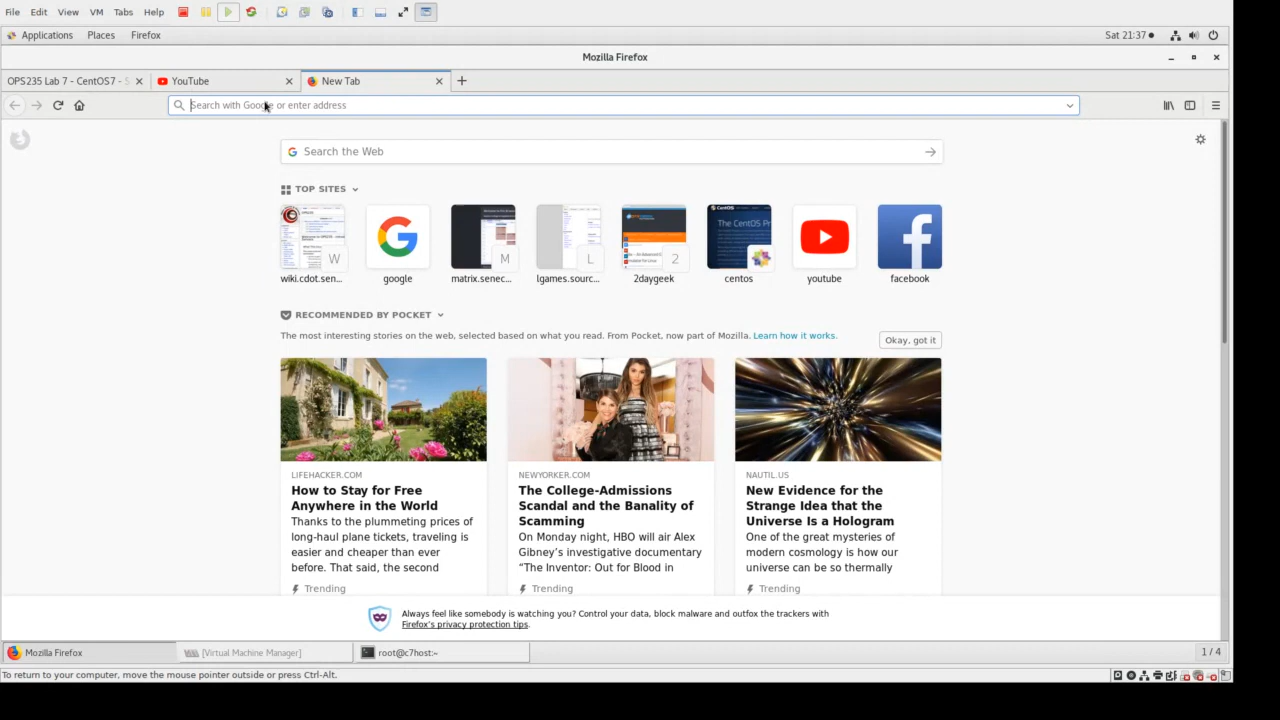 File Edit View VM Tabs Help
Applications Places Firefox Sat 21:37
Mozilla Firefox
OPS235 Lab 7 - CentOS7 - S YouTube New Tab
Search with Google or enter address
Search the Web
TOP SITES
The CentOS Pr
W M L 2
wiki.cdot.sen... google matrix.senec... lgames.sourc... 2daygeek centos youtube facebook
RECOMMENDED BY POCKET
The most interesting stories on the web, selected based on what you read. From Pocket, now part of Mozilla. Learn how it works. Okay, got it
LIFEHACKER.COM
How to Stay for Free
Anywhere in the World
Thanks to the plummeting prices of
long-haul plane tickets, traveling is
easier and cheaper than ever
before. That said, the second
Trending
NEWYORKER.COM
The College-Admissions
Scandal and the Banality of
Scamming
On Monday night, HBO will air Alex
Gibney's investigative documentary
“The Inventor: Out for Blood in
Trending
NAUTIL.US
New Evidence for the
Strange Idea that the
Universe Is a Hologram
One of the great mysteries of
modern cosmology is how our
universe can be so thermally
Trending
Always feel like somebody is watching you? Control your data, block malware and outfox the trackers with
Firefox's privacy protection tips.
Mozilla Firefox [Virtual Machine Manager] root@c7host:~ 1 / 4
To return to your computer, move the mouse pointer outside or press Ctrl-Alt.